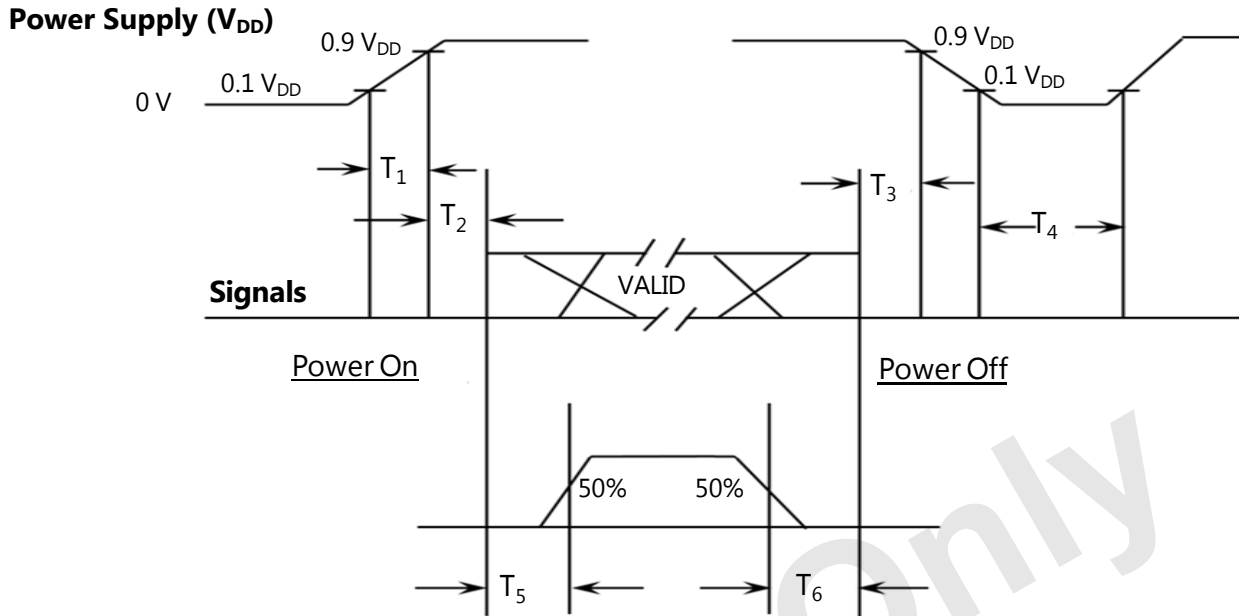 Power Supply (VDD)
0.9 VDD
0.9 VDD
0.1 VDD
0.1 VDD
0 V
T1
T3
T2
T4
VALID
Signals
Power On
Power Off
50%
50%
T5
T6
Only